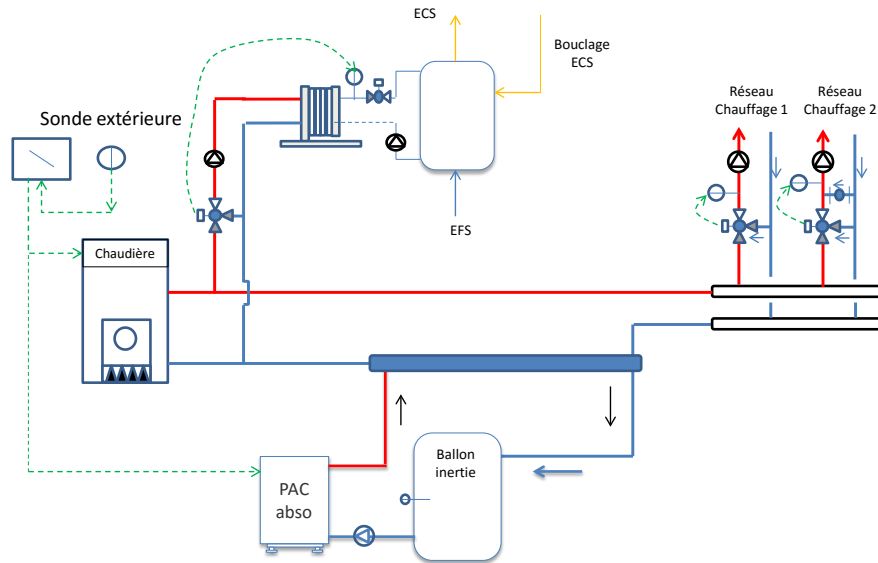 ECS
Bouclage
ECS
Réseau
Chauffage 1
Réseau
Chauffage 2
Sonde extérieure
EFS
Chaudière
Ballon
inertie
PAC
abso